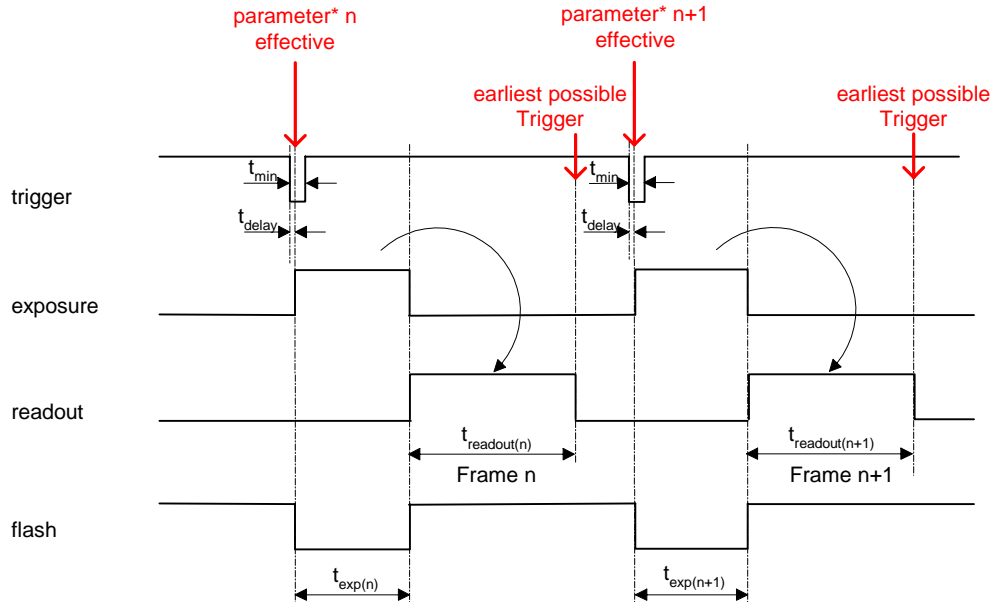 parameter* n
effective
parameter* n+1
effective
earliest possible
Trigger
earliest possible
Trigger
trigger
tmin
tmin
tdelay
tdelay
exposure
readout
treadout(n)
Frame n
treadout(n+1)
Frame n+1
flash
texp(n)
texp(n+1)